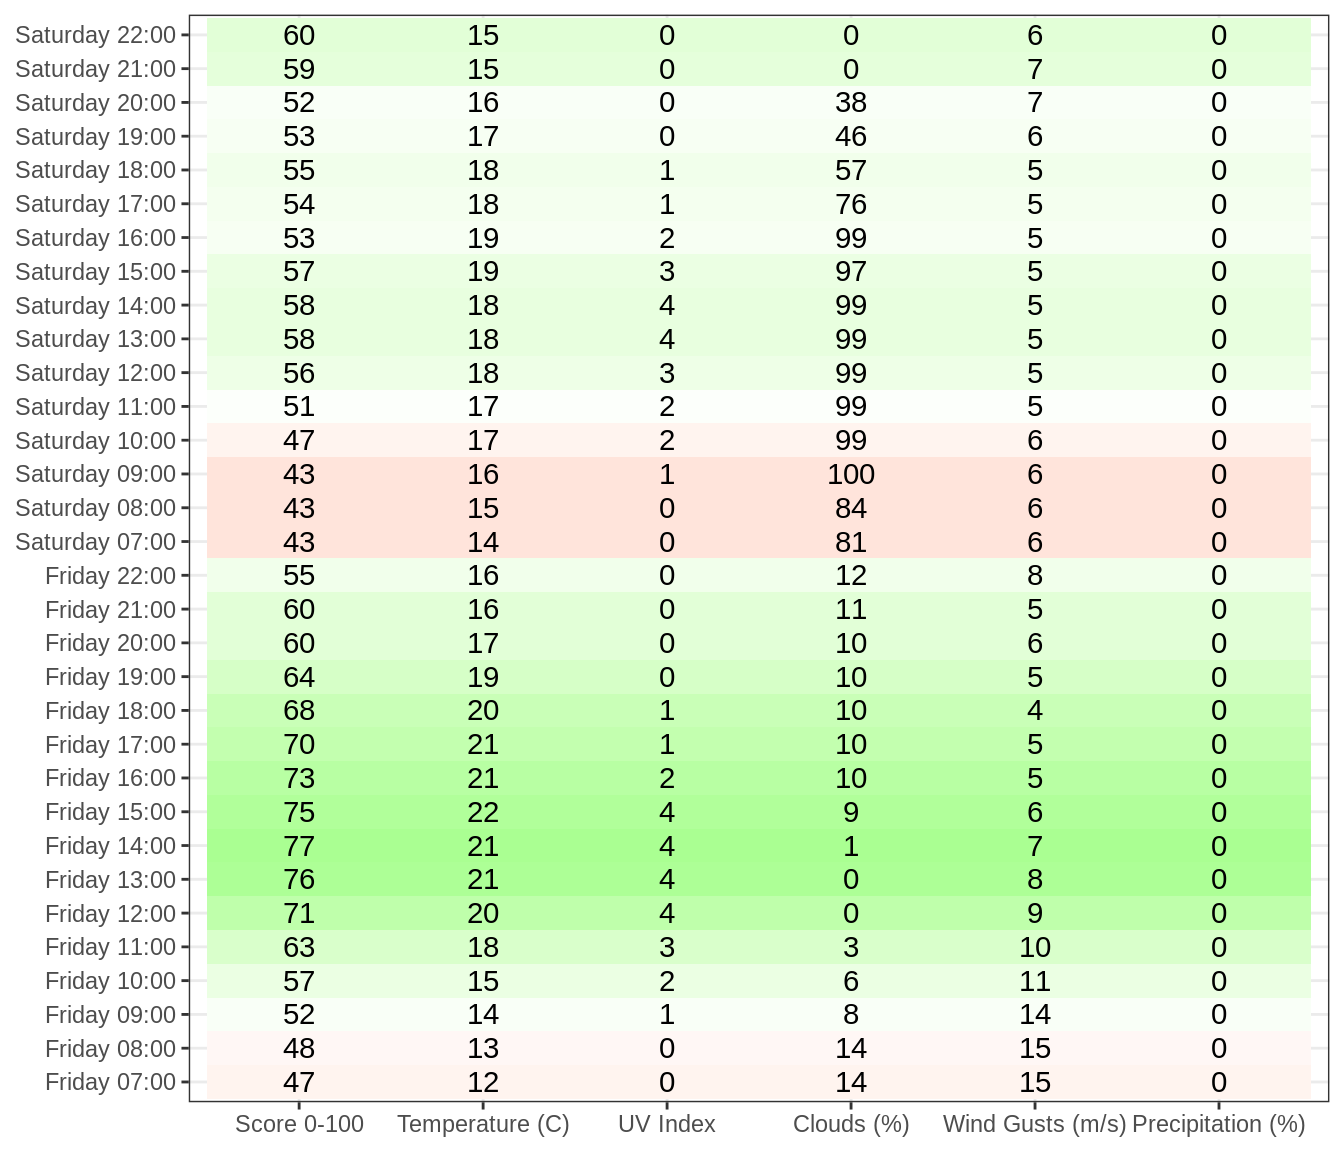 Saturday 22:00 60 15 0 0 6 0
Saturday 21:00 59 15 0 0 7 0
Saturday 20:00 52 16 0 38 7 0
Saturday 19:00 53 17 0 46 6 0
Saturday 18:00 55 18 1 57 5 0
Saturday 17:00 54 18 1 76 5 0
Saturday 16:00 53 19 2 99 5 0
Saturday 15:00 57 19 3 97 5 0
Saturday 14:00 58 18 4 99 5 0
Saturday 13:00 58 18 4 99 5 0
Saturday 12:00 56 18 3 99 5 0
Saturday 11:00 51 17 2 99 5 0
Saturday 10:00 47 17 2 99 6 0
Saturday 09:00 43 16 1 100 6 0
Saturday 08:00 43 15 0 84 6 0
Saturday 07:00 43 14 0 81 6 0
Friday 22:00 55 16 0 12 8 0
Friday 21:00 60 16 0 11 5 0
Friday 20:00 60 17 0 10 6 0
Friday 19:00 64 19 0 10 5 0
Friday 18:00 68 20 1 10 4 0
Friday 17:00 70 21 1 10 5 0
Friday 16:00 73 21 2 10 5 0
Friday 15:00 75 22 4 9 6 0
Friday 14:00 77 21 4 1 7 0
Friday 13:00 76 21 4 0 8 0
Friday 12:00 71 20 4 0 9 0
Friday 11:00 63 18 3 3 10 0
Friday 10:00 57 15 2 6 11 0
Friday 09:00 52 14 1 8 14 0
Friday 08:00 48 13 0 14 15 0
Friday 07:00 47 12 0 14 15 0
Score 0-100 Temperature (C) UV Index Clouds (%) Wind Gusts (m/s) Precipitation (%)